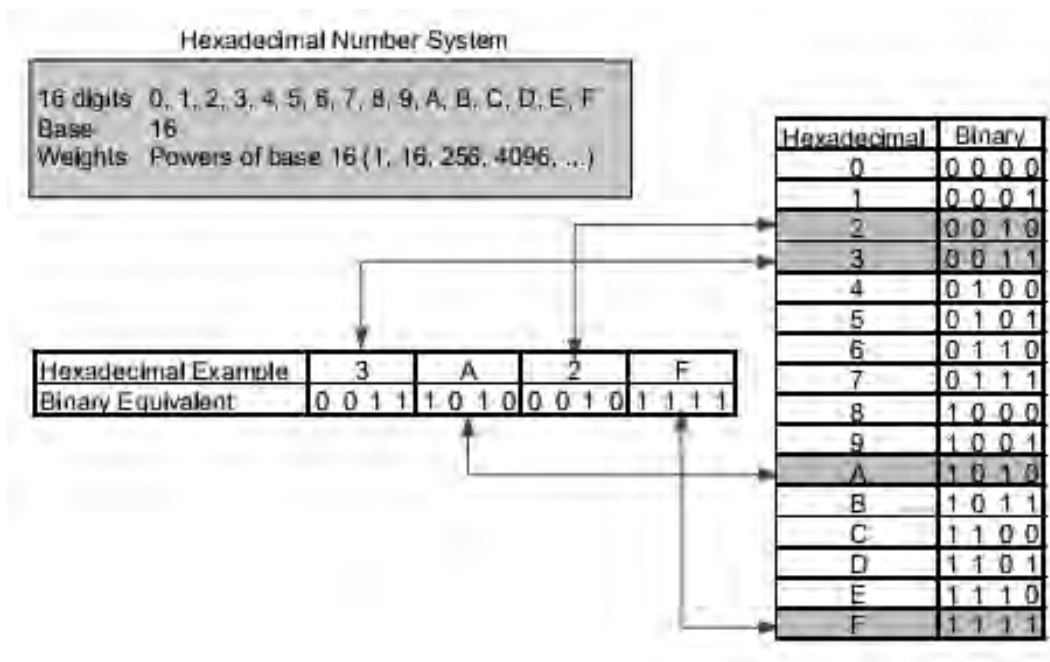 Hexadecimal Number System
16 digits 0, 1, 2, 3, 4, 5, 6, 7, 8, 9, A, B, C, D, E, F
Base 16
Weights Powers of base 16 (1, 16, 256, 4096, ...)
Hexadecimal Binary
0 0 0 0 0
1 0 0 0 1
2 0 0 1 0
3 0 0 1 1
4 0 1 0 0
5 0 1 0 1
6 0 1 1 0
7 0 1 1 1
8 1 0 0 0
9 1 0 0 1
A 1 0 1 0
B 1 0 1 1
C 1 1 0 0
D 1 1 0 1
E 1 1 1 0
F 1 1 1 1
Hexadecimal Example 3 A 2 F
Binary Equivalent 0 0 1 1 1 0 1 0 0 0 1 0 1 1 1 1